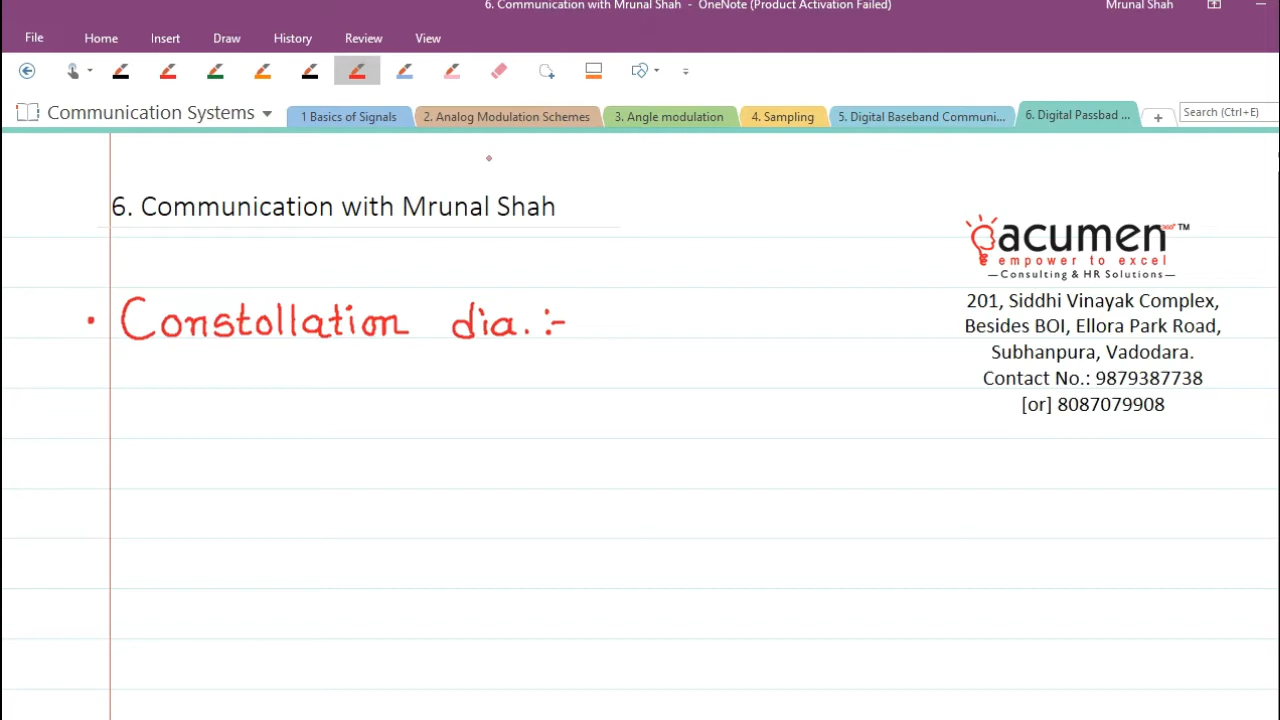 6. Communication with Mrunal Shah - OneNote (Product Activation Failed) Mrunal Shah
File Home Insert Draw History Review View
Communication Systems 1 Basics of Signals 2. Analog Modulation Schemes 3. Angle modulation 4. Sampling 5. Digital Baseband Communi... 6. Digital Passbad ... + Search (Ctrl+E)
6. Communication with Mrunal Shah
acumen 360° TM
empower to excel
—Consulting & HR Solutions—
• Constollation dia. :-
201, Siddhi Vinayak Complex,
Besides BOI, Ellora Park Road,
Subhanpura, Vadodara.
Contact No.: 9879387738
[or] 8087079908